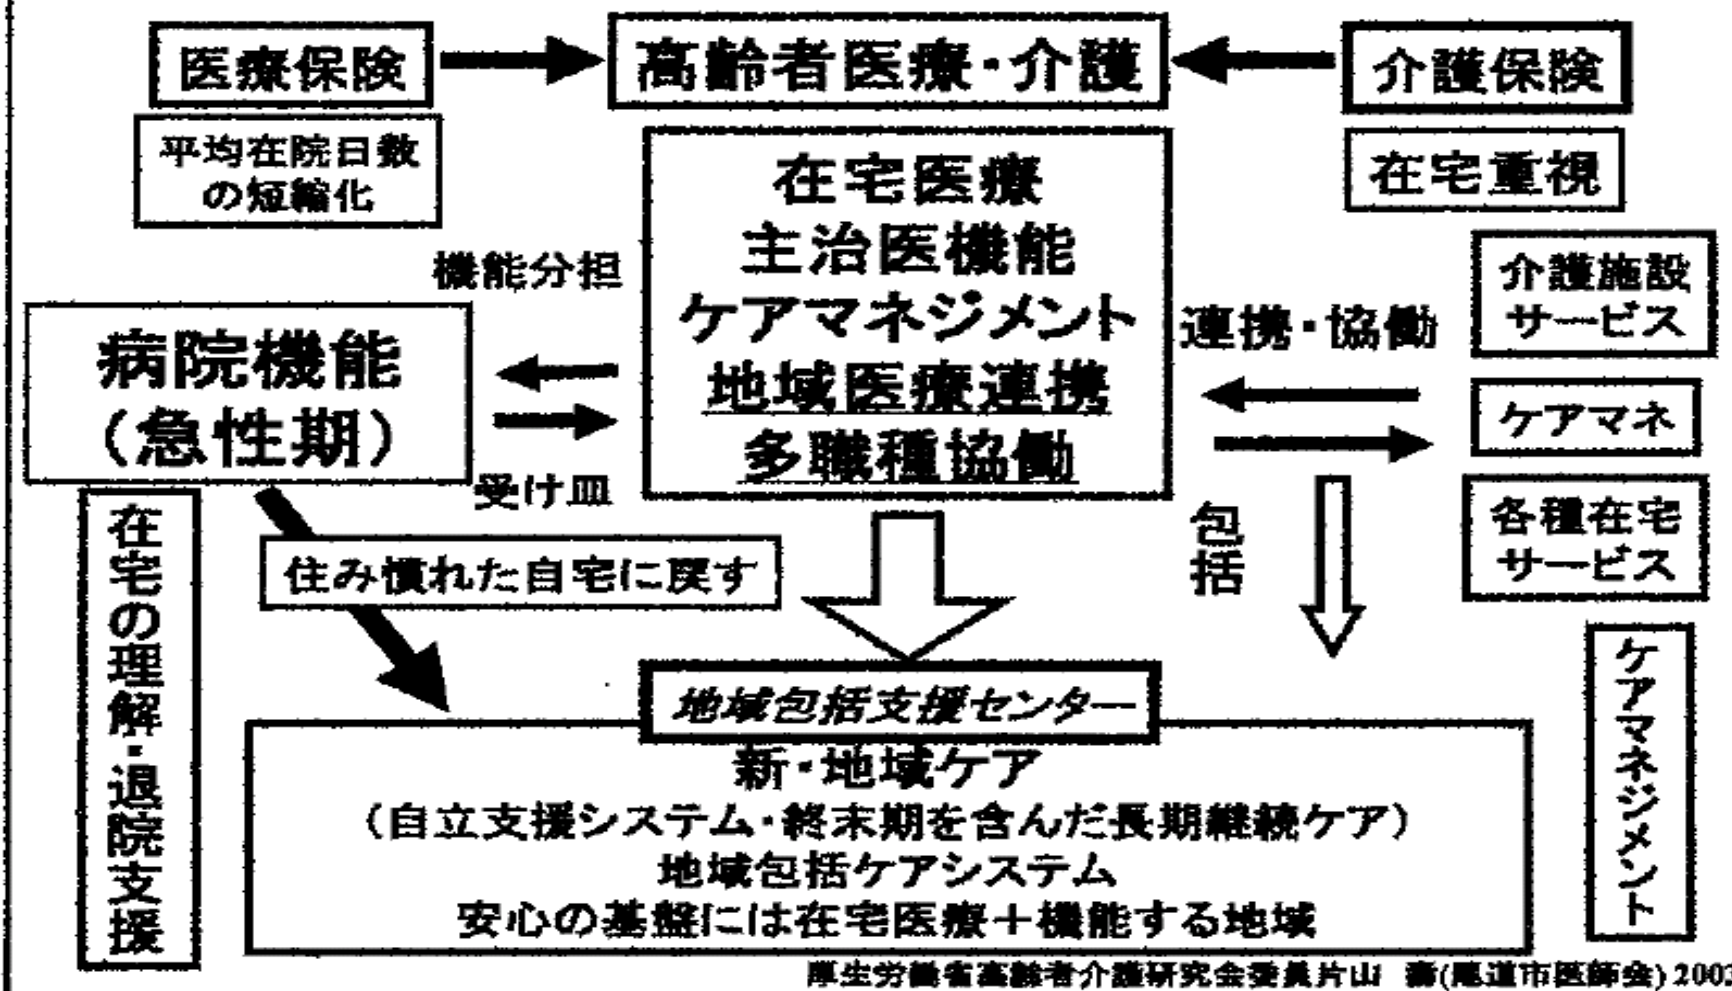 医療保険
高齢者医療・介護
介護保険
平均在院日数
の短縮化
在宅医療
主治医機能
ケアマネジメント
地域医療連携
多職種協働
在宅重視
機能分担
病院機能
(急性期)
受け皿
連携・協働
介護施設
サービス
ケアマネ
各種在宅
サービス
包括
住み慣れた自宅に戻す
在宅の理解・退院支援
ケアマネジメント
地域包括支援センター
新・地域ケア
(自立支援システム・終末期を含んだ長期継続ケア)
地域包括ケアシステム
安心の基盤には在宅医療+機能する地域
厚生労働省高齢者介護研究会委員片山 壽(尾道市医師会)2003